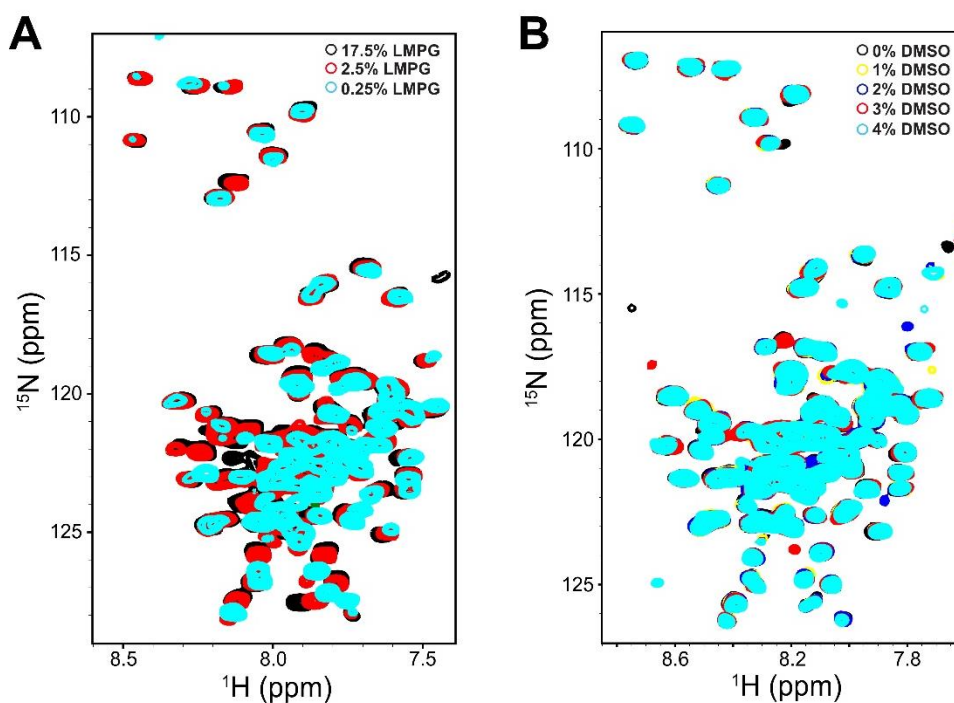 A
17.5% LMPG
2.5% LMPG
0.25% LMPG
110
115
120
125
15N (ppm)
8.5
8.0
7.5
1H (ppm)
B
0% DMSO
1% DMSO
2% DMSO
3% DMSO
4% DMSO
110
115
120
125
15N (ppm)
8.6
8.2
7.8
1H (ppm)